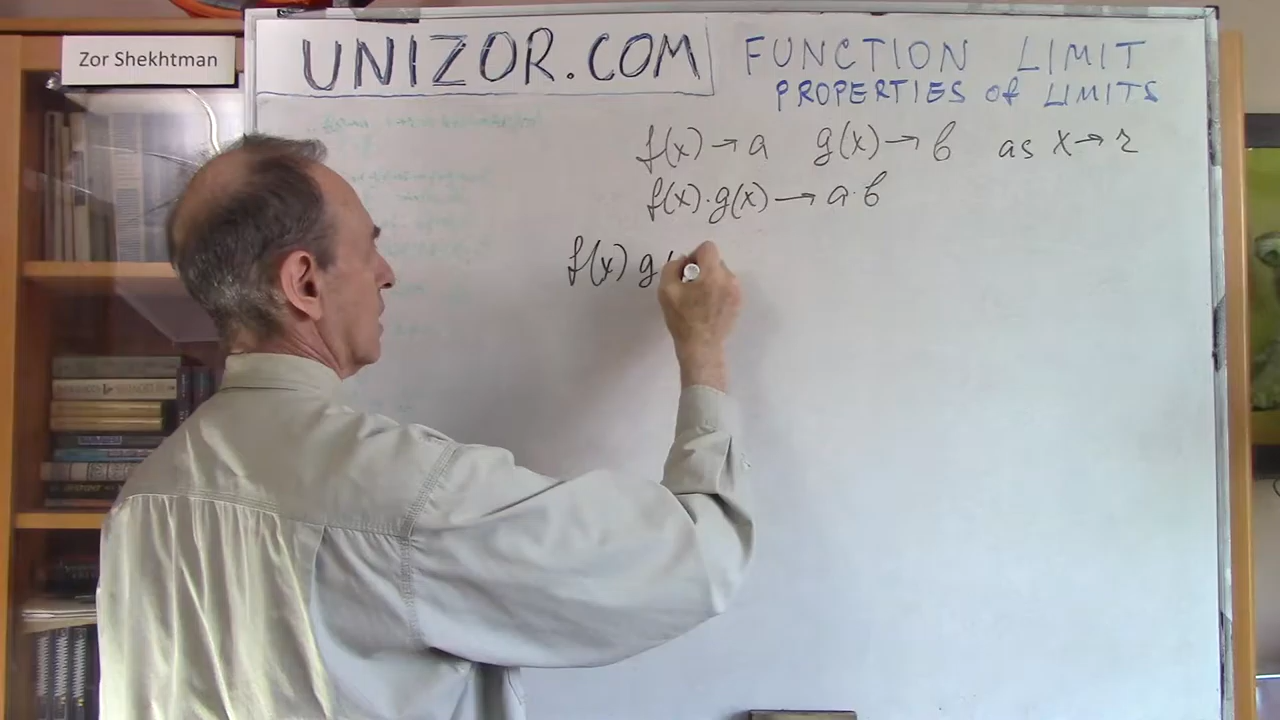 Zor Shekhtman
UNIZOR.COM
FUNCTION LIMIT
PROPERTIES of LIMITS
f(x)→a g(x)→b as x→r
f(x)·g(x)→a·b
f(x) g(